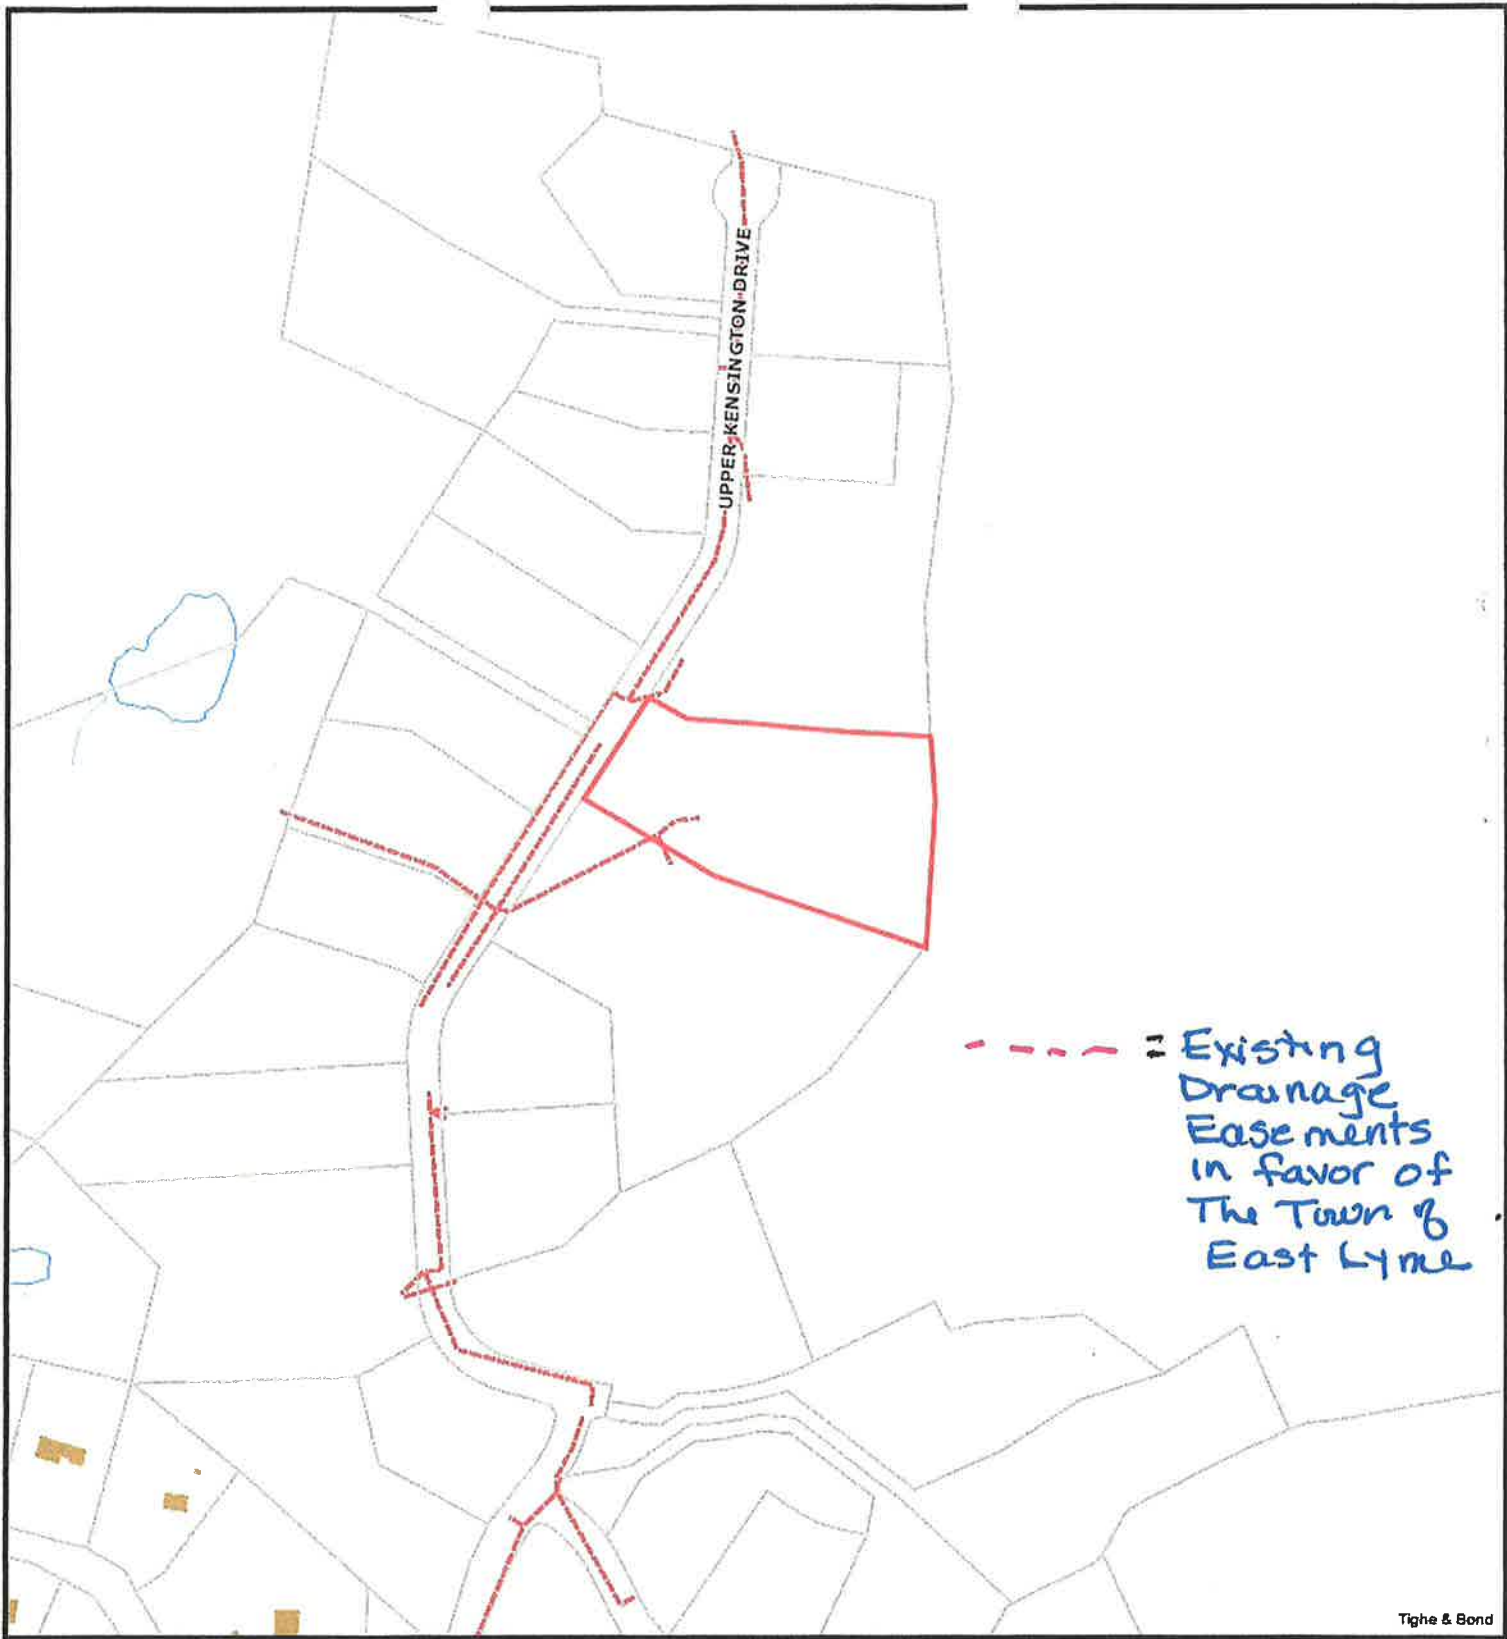 UPPER KENSINGTON DRIVE
= Existing
Drainage
Easements
in favor of
The Town of
East Lyme
Tighe & Bond